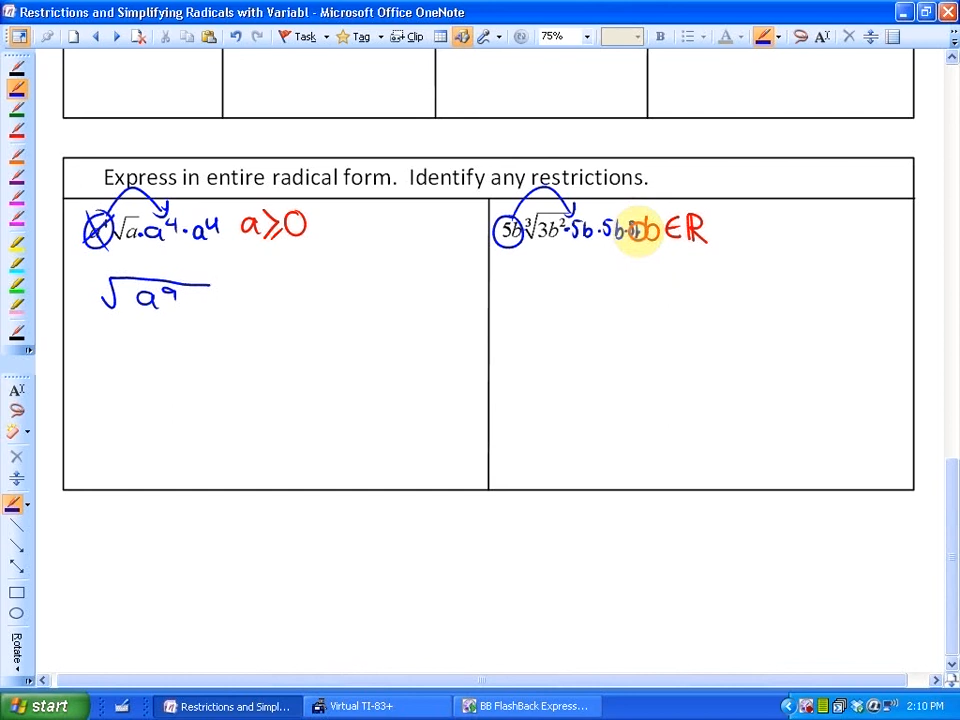 Restrictions and Simplifying Radicals with Variabl - Microsoft Office OneNote
Task Tag Clip 75% B A
Express in entire radical form. Identify any restrictions.
a⁴√a·a⁴·a⁴ a≥0
5b∛3b²·5b·5b·5b b∈ℝ
√a⁹
Rotate
start Restrictions and Simpl... Virtual TI-83+ BB FlashBack Express... 2:10 PM